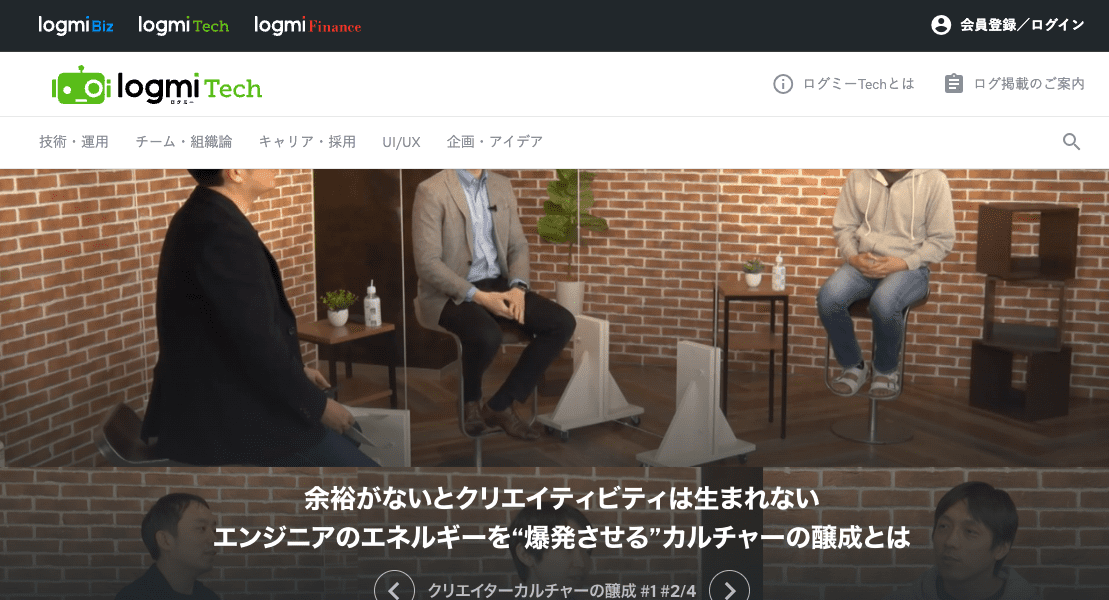 logmi Biz logmi Tech logmi Finance 会員登録／ログイン
logmi Tech
ログミー
ログミーTechとは ログ掲載のご案内
技術・運用 チーム・組織論 キャリア・採用 UI/UX 企画・アイデア
余裕がないとクリエイティビティは生まれない
エンジニアのエネルギーを“爆発させる”カルチャーの醸成とは
クリエイターカルチャーの醸成 #1 #2/4